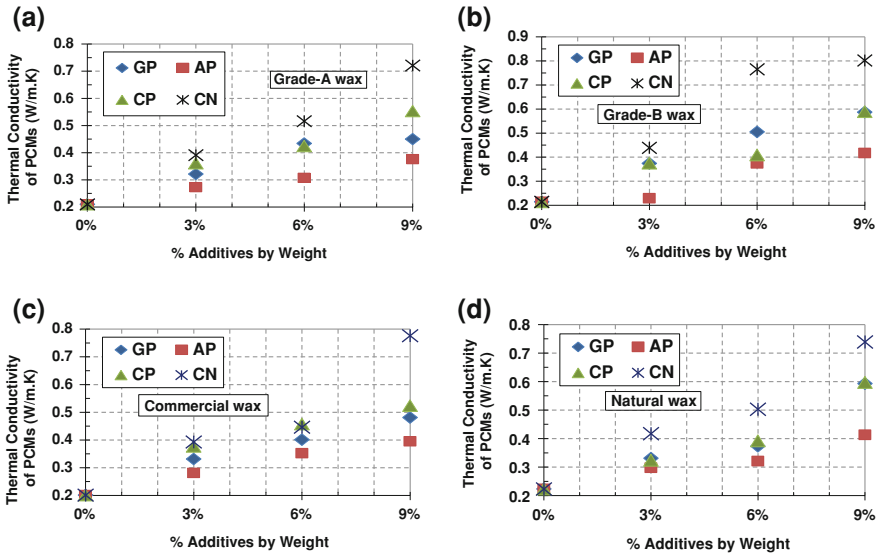 (a)
Thermal Conductivity
of PCMs (W/m.K)
0.8
0.7
0.6
0.5
0.4
0.3
0.2
GP AP
CP CN
Grade-A wax
0% 3% 6% 9%
% Additives by Weight
(b)
Thermal Conductivity
of PCMs (W/m.K)
0.9
0.8
0.7
0.6
0.5
0.4
0.3
0.2
GP AP
CP CN
Grade-B wax
0% 3% 6% 9%
% Additives by Weight
(c)
Thermal Conductivity
of PCMs (W/m.K)
0.8
0.7
0.6
0.5
0.4
0.3
0.2
GP AP
CP CN
Commercial wax
0% 3% 6% 9%
% Additives by Weight
(d)
Thermal Conductivity
of PCMs (W/m.K)
0.8
0.7
0.6
0.5
0.4
0.3
0.2
GP AP
CP CN
Natural wax
0% 3% 6% 9%
% Additives by Weight